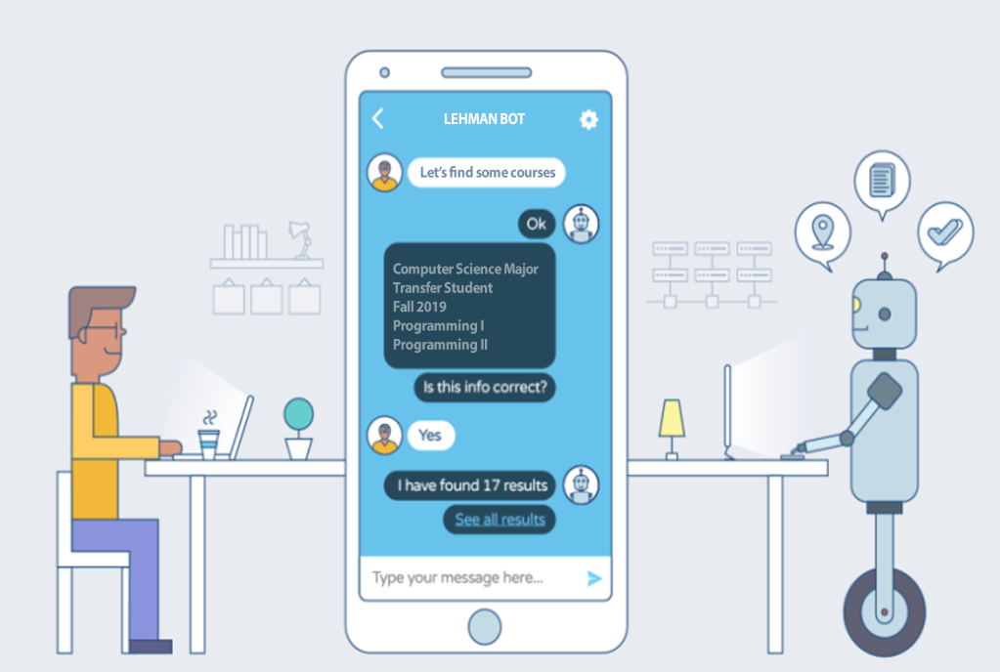 LEHMAN BOT
Let's find some courses
Ok
Computer Science Major
Transfer Student
Fall 2019
Programming I
Programming II
Is this info correct?
Yes
I have found 17 results
See all results
Type your message here...